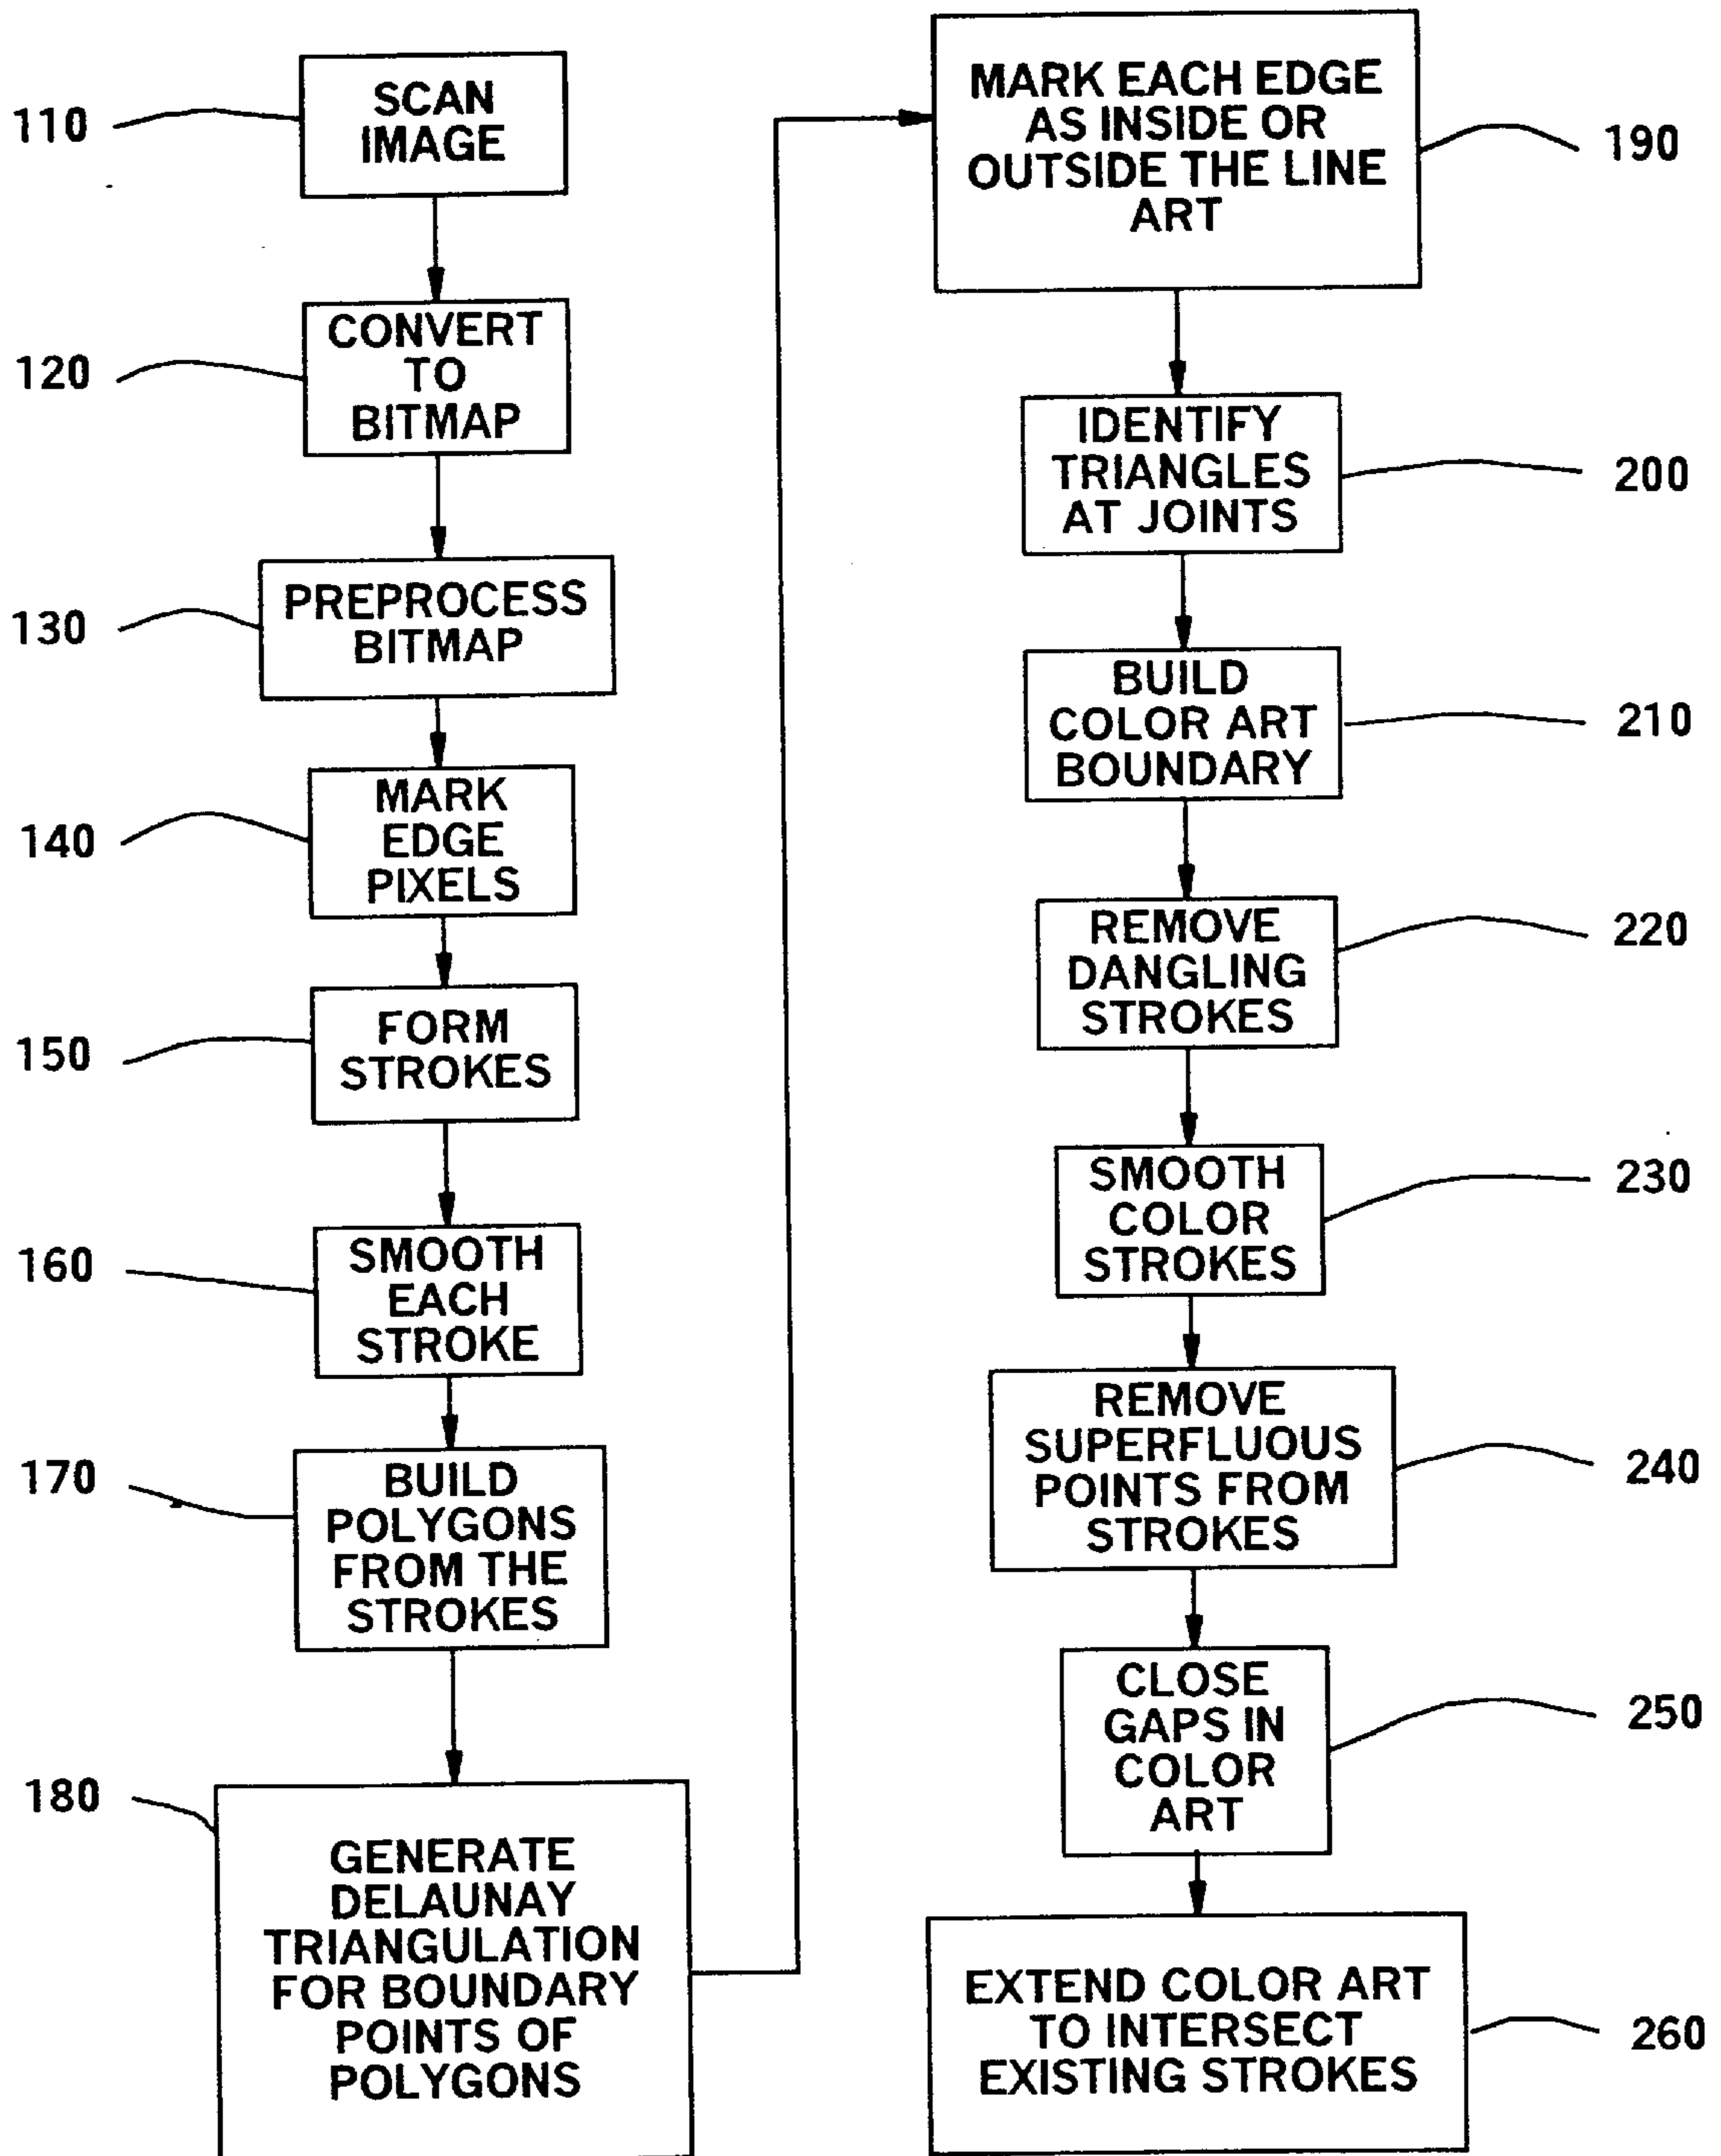 110
SCAN
IMAGE
120
CONVERT
TO
BITMAP
130
PREPROCESS
BITMAP
140
MARK
EDGE
PIXELS
150
FORM
STROKES
160
SMOOTH
EACH
STROKE
170
BUILD
POLYGONS
FROM THE
STROKES
180
GENERATE
DELAUNAY
TRIANGULATION
FOR BOUNDARY
POINTS OF
POLYGONS
MARK EACH EDGE
AS INSIDE OR
OUTSIDE THE LINE
ART
190
IDENTIFY
TRIANGLES
AT JOINTS
200
BUILD
COLOR ART
BOUNDARY
210
REMOVE
DANGLING
STROKES
220
SMOOTH
COLOR
STROKES
230
REMOVE
SUPERFLUOUS
POINTS FROM
STROKES
240
CLOSE
GAPS IN
COLOR
ART
250
EXTEND COLOR ART
TO INTERSECT
EXISTING STROKES
260